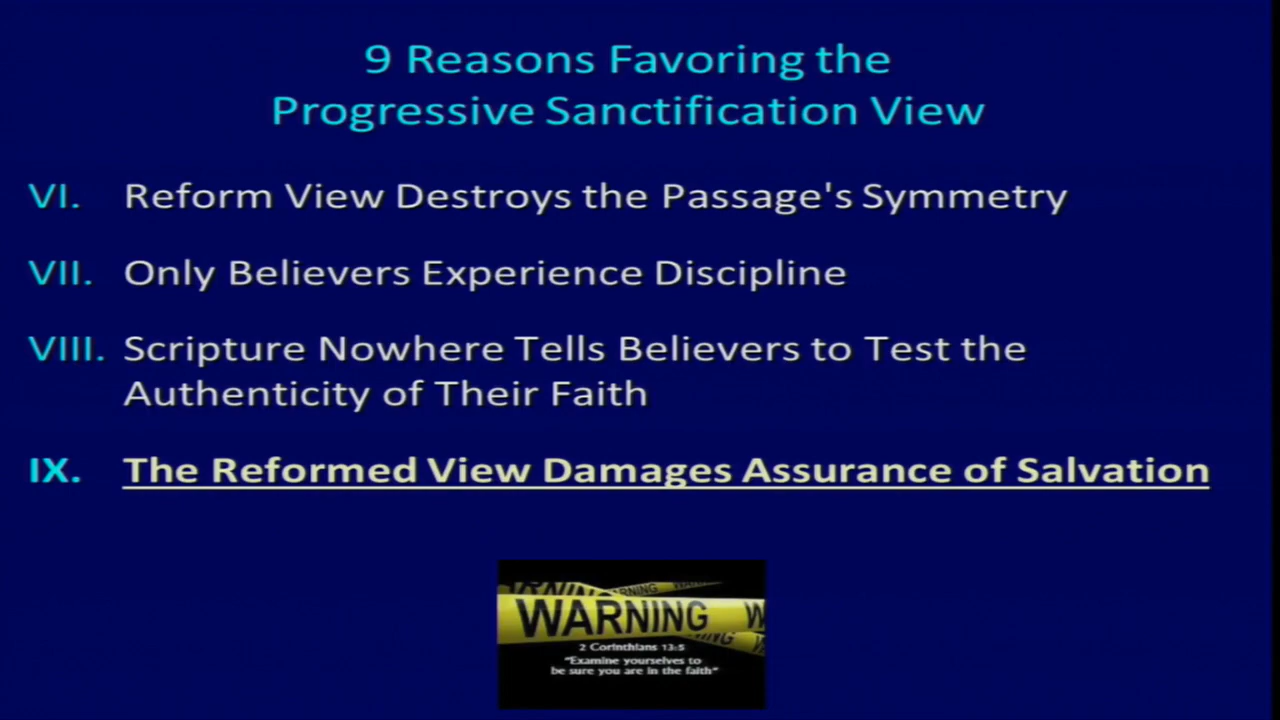 9 Reasons Favoring the
Progressive Sanctification View
VI. Reform View Destroys the Passage's Symmetry
VII. Only Believers Experience Discipline
VIII. Scripture Nowhere Tells Believers to Test the
Authenticity of Their Faith
IX. The Reformed View Damages Assurance of Salvation
WARNING
WARNING
2 Corinthians 13:5
"Examine yourselves to
be sure you are in the faith"